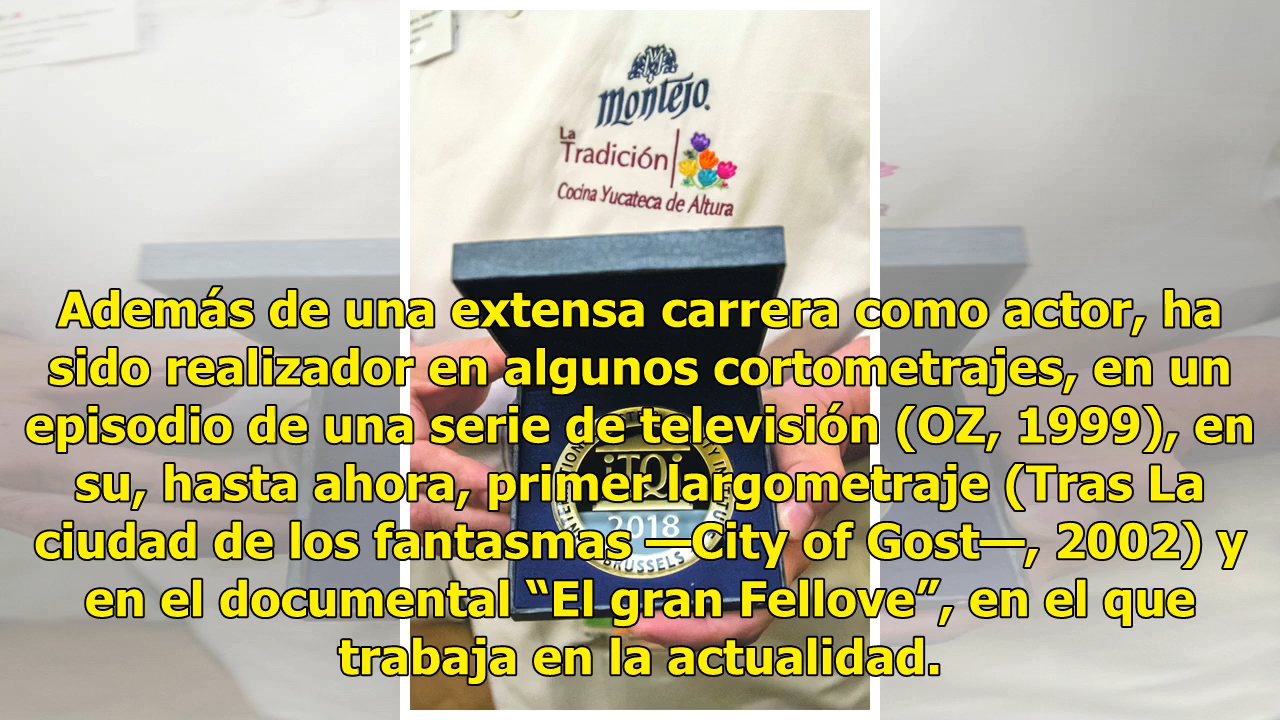 Montejo.
La
Tradición
Cocina Yucateca de Altura
Además de una extensa carrera como actor, ha
sido realizador en algunos cortometrajes, en un
episodio de una serie de televisión (OZ, 1999), en
su, hasta ahora, primer largometraje (Tras La
ciudad de los fantasmas —City of Gost—, 2002) y
en el documental “El gran Fellove”, en el que
trabaja en la actualidad.
iTQi
2018
BRUSSELS